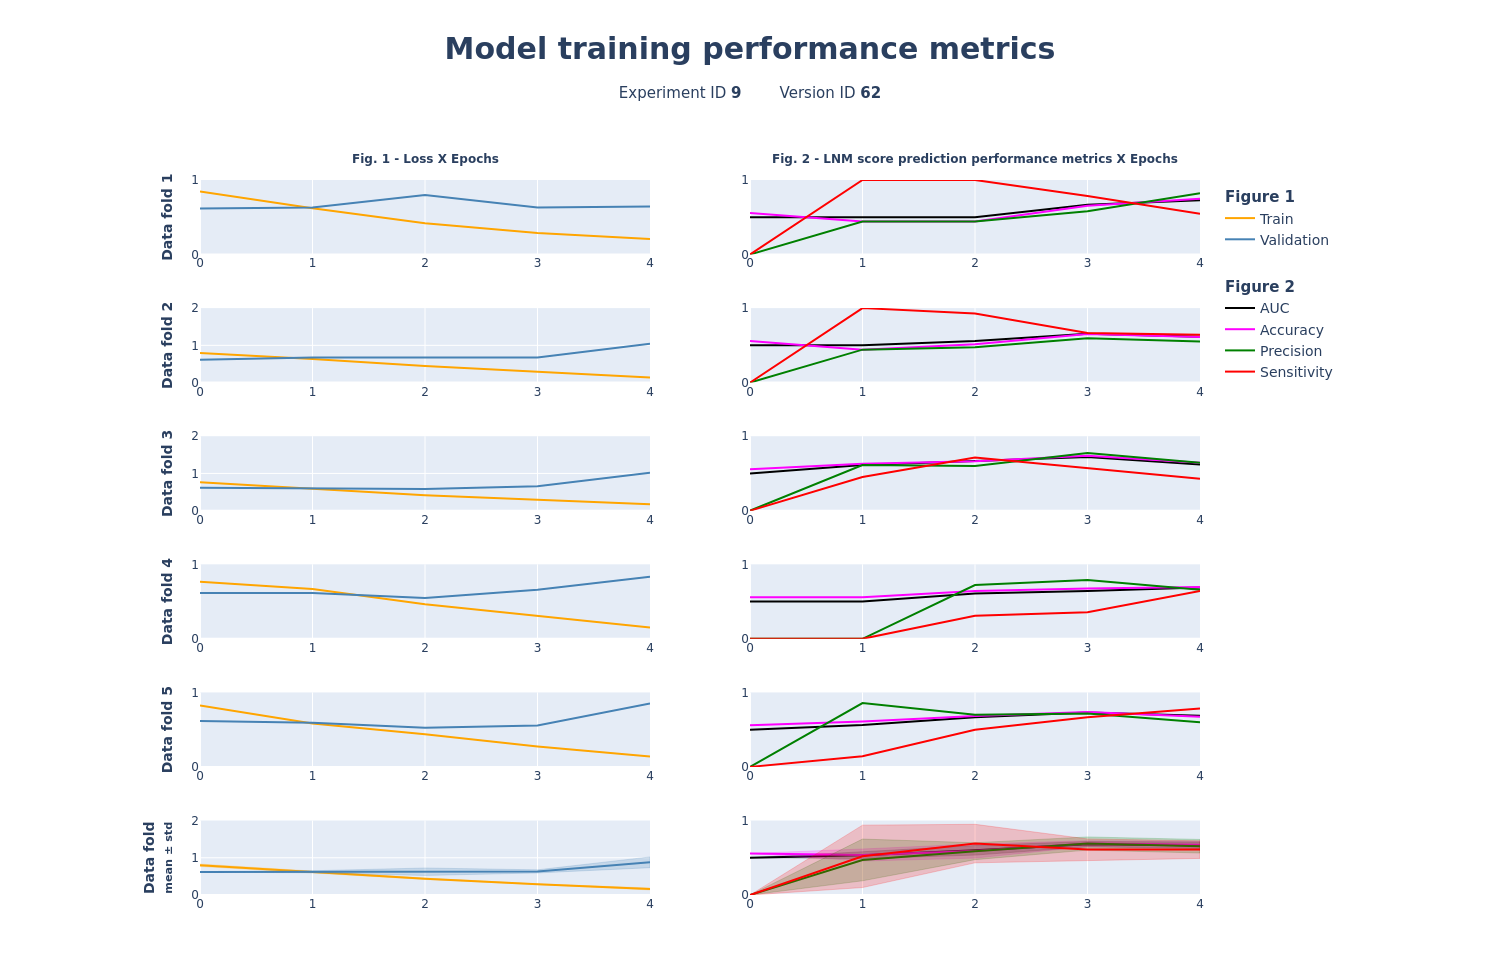 Model training performance metrics
Experiment ID 9 Version ID 62
Fig. 1 - Loss X Epochs
Fig. 2 - LNM score prediction performance metrics X Epochs
Data fold 1
1
0
0 1 2 3 4
1
0
0 1 2 3 4
Figure 1
Train
Validation
Figure 2
AUC
Accuracy
Precision
Sensitivity
Data fold 2
2
1
0
0 1 2 3 4
1
0
0 1 2 3 4
Data fold 3
2
1
0
0 1 2 3 4
1
0
0 1 2 3 4
Data fold 4
1
0
0 1 2 3 4
1
0
0 1 2 3 4
Data fold 5
1
0
0 1 2 3 4
1
0
0 1 2 3 4
Data fold
mean ± std
2
1
0
0 1 2 3 4
1
0
0 1 2 3 4